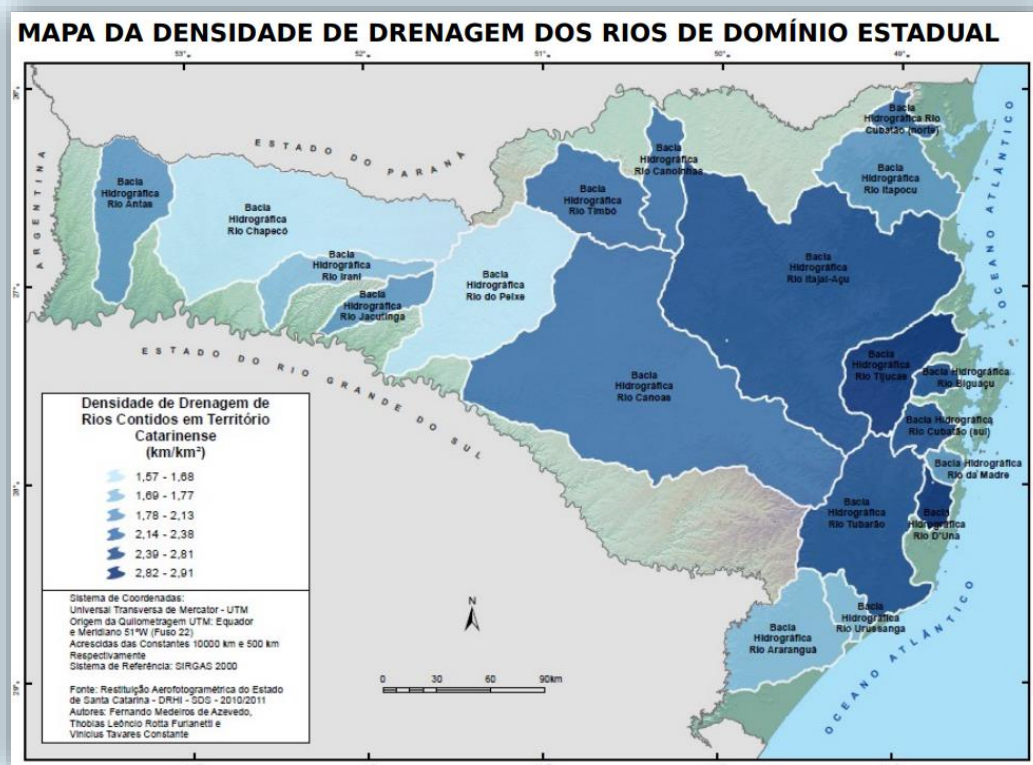 MAPA DA DENSIDADE DE DRENAGEM DOS RIOS DE DOMÍNIO ESTADUAL
53°
52°
51°
50°
49°
26°
27°
28°
29°
ARGENTINA
ESTADO DO PARANÁ
ESTADO DO RIO GRANDE DO SUL
OCEANO ATLÂNTICO
OCEANO ATLÂNTICO
Bacia
Hidrográfica
Rio Antas
Bacia
Hidrográfica
Rio Chapecó
Bacia
Hidrográfica
Rio Irani
Bacia
Hidrográfica
Rio Jacutinga
Bacia
Hidrográfica
Rio do Peixe
Bacia
Hidrográfica
Rio Timbó
Bacia
Hidrográfica
Rio Canoinhas
Bacia
Hidrográfica Rio
Cubatão (norte)
Bacia
Hidrográfica
Rio Itapocu
Bacia
Hidrográfica
Rio Itajaí-Açu
Bacia
Hidrográfica
Rio Canoas
Bacia
Hidrográfica
Rio Tijucas
Bacia Hidrográfica
Rio Biguaçu
Bacia Hidrográfica
Rio Cubatão (sul)
Bacia Hidrográfica
Rio da Madre
Bacia
Hidrográfica
Rio D'Una
Bacia
Hidrográfica
Rio Tubarão
Bacia
Hidrográfica
Rio Urussanga
Bacia
Hidrográfica
Rio Araranguá
Densidade de Drenagem de
Rios Contidos em Território
Catarinense
(km/km²)
1,57 - 1,68
1,69 - 1,77
1,78 - 2,13
2,14 - 2,38
2,39 - 2,81
2,82 - 2,91
Sistema de Coordenadas:
Universal Transversa de Mercator - UTM
Origem da Quilometragem UTM: Equador
e Meridiano 51°W (Fuso 22)
Acrescidas das Constantes 10000 km e 500 km
Respectivamente
Sistema de Referência: SIRGAS 2000
Fonte: Restituição Aerofotogramétrica do Estado
de Santa Catarina - DRHI - SDS - 2010/2011
Autores: Fernando Medeiros de Azevedo,
Thobias Leôncio Rotta Furlanetti e
Vinicius Tavares Constante
N
0 30 60 90km